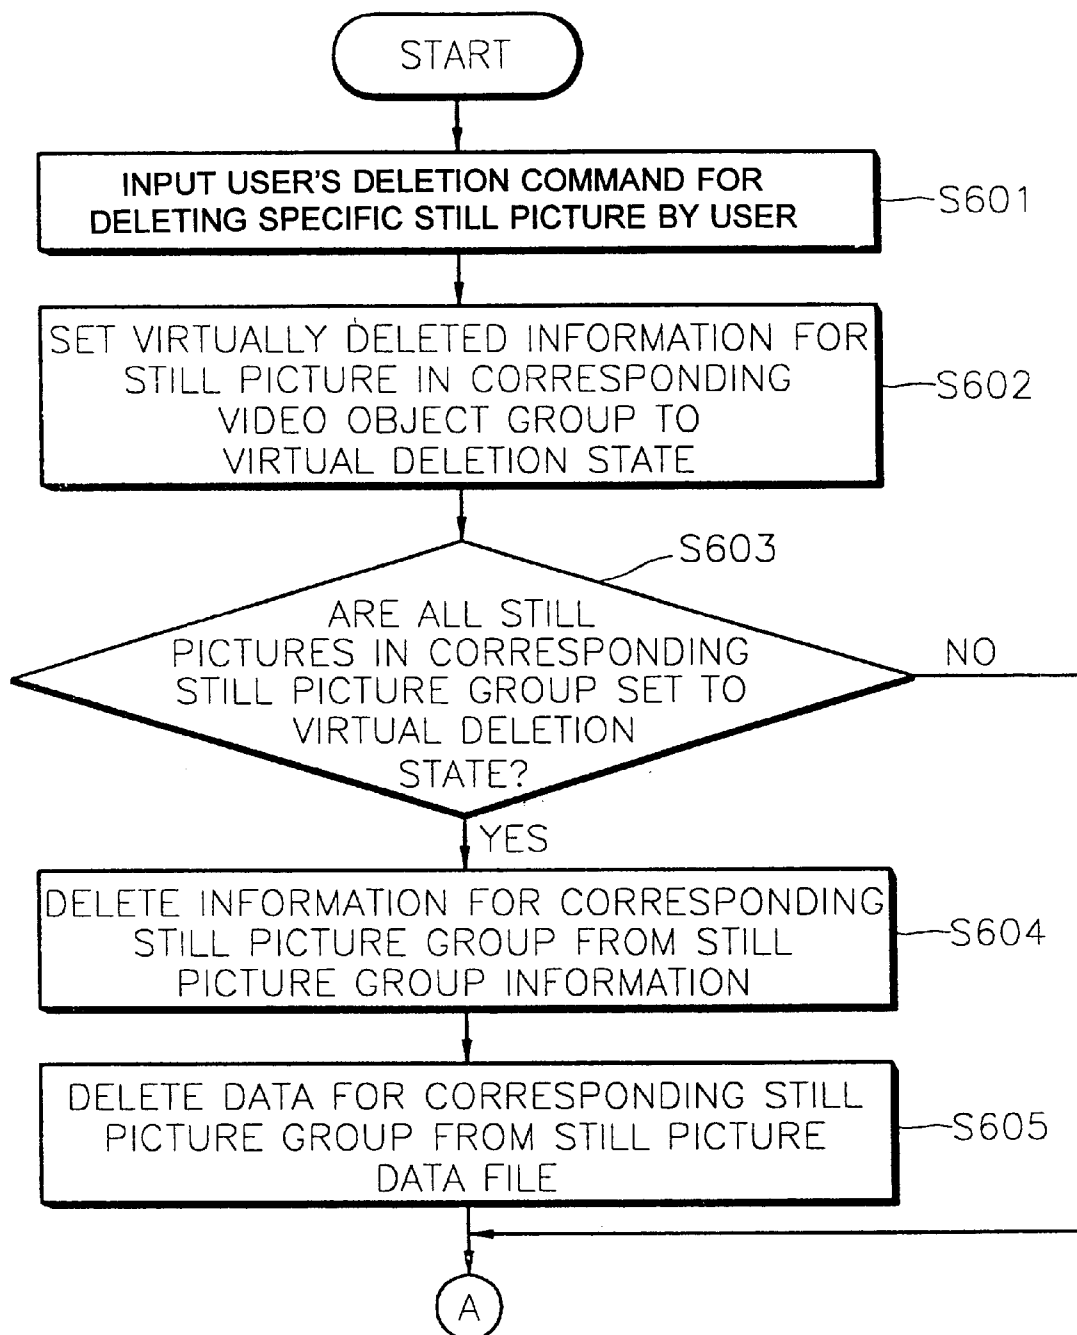 START
INPUT USER'S DELETION COMMAND FOR
DELETING SPECIFIC STILL PICTURE BY USER
S601
SET VIRTUALLY DELETED INFORMATION FOR
STILL PICTURE IN CORRESPONDING
VIDEO OBJECT GROUP TO
VIRTUAL DELETION STATE
S602
S603
ARE ALL STILL
PICTURES IN CORRESPONDING
STILL PICTURE GROUP SET TO
VIRTUAL DELETION
STATE?
NO
YES
DELETE INFORMATION FOR CORRESPONDING
STILL PICTURE GROUP FROM STILL
PICTURE GROUP INFORMATION
S604
DELETE DATA FOR CORRESPONDING STILL
PICTURE GROUP FROM STILL PICTURE
DATA FILE
S605
A